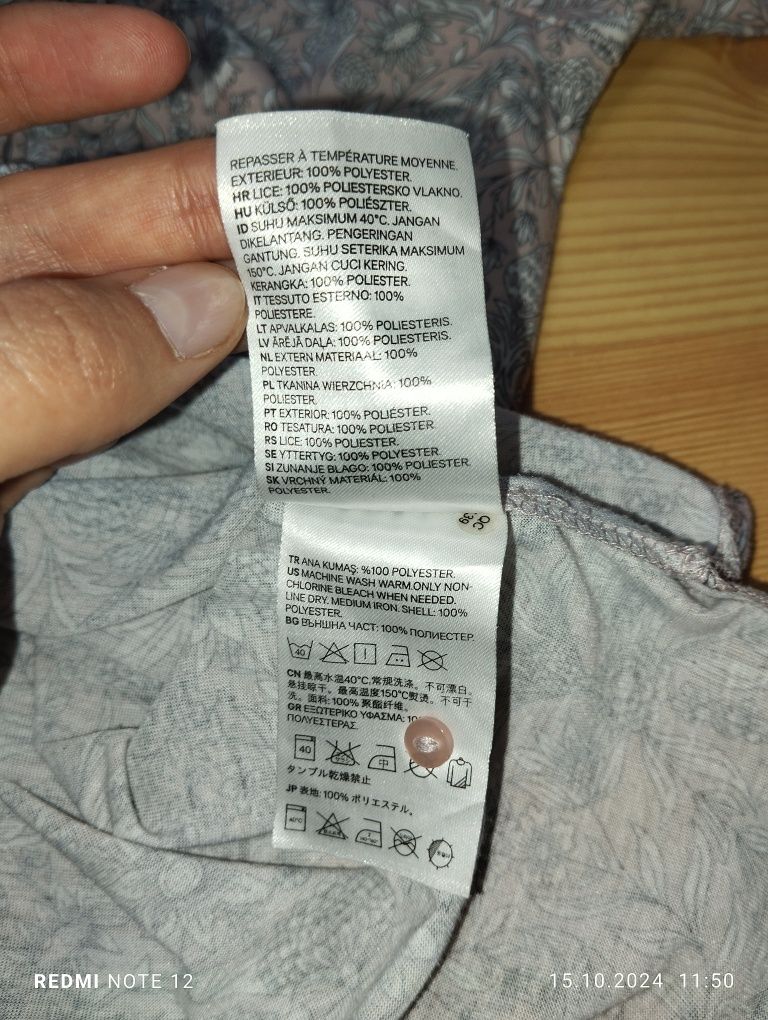 REPASSER À TEMPÉRATURE MOYENNE.
EXTERIEUR: 100% POLYESTER.
HR LICE: 100% POLIESTERSKO VLAKNO.
HU KÜLSŐ: 100% POLIÉSZTER.
ID SUHU MAKSIMUM 40°C. JANGAN
DIKELANTANG. PENGERINGAN
GANTUNG. SUHU SETERIKA MAKSIMUM
150°C. JANGAN CUCI KERING.
KERANGKA: 100% POLIESTER.
IT TESSUTO ESTERNO: 100%
POLIESTERE.
LT APVALKALAS: 100% POLIESTERIS.
LV ĀRĒJĀ DAĻA: 100% POLIESTERIS.
NL EXTERN MATERIAAL: 100%
POLYESTER.
PL TKANINA WIERZCHNIA: 100%
POLIESTER.
PT EXTERIOR: 100% POLIÉSTER.
RO TESATURA: 100% POLIESTER.
RS LICE: 100% POLIESTER.
SE YTTERTYG: 100% POLYESTER.
SI ZUNANJE BLAGO: 100% POLIESTER.
SK VRCHNÝ MATERIÁL: 100%
POLYESTER.
QC
39
TR ANA KUMAŞ: %100 POLYESTER.
US MACHINE WASH WARM.ONLY NON-
CHLORINE BLEACH WHEN NEEDED.
LINE DRY. MEDIUM IRON. SHELL: 100%
POLYESTER.
BG ВЪНШНА ЧАСТ: 100% ПОЛИЕСТЕР.
40
CN 最高水温40°C.常规洗涤。不可漂白。
悬挂晾干。最高温度150°C熨烫。不可干
洗。面料: 100% 聚酯纤维。
GR ΕΞΩΤΕΡΙΚΟ ΥΦΑΣΜΑ: 10
ΠΟΛΥΕΣΤΕΡΑΣ.
40 中
タンブル乾燥禁止
JP 表地: 100% ポリエステル。
40°C
REDMI NOTE 12
15.10.2024 11:50